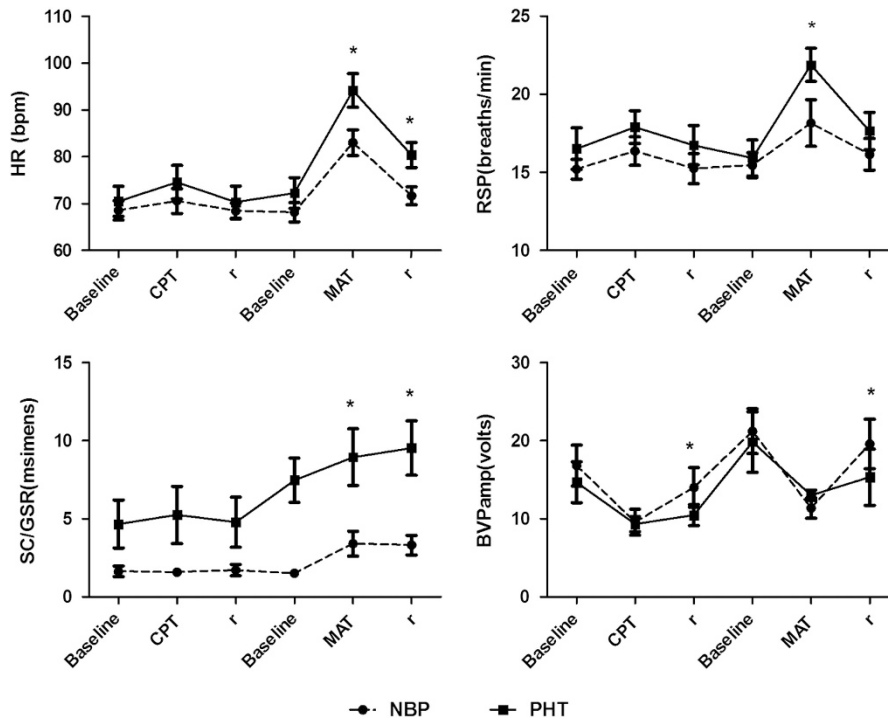 HR (bpm)
110
100
90
80
70
60
*
*
Baseline
CPT
r
Baseline
MAT
r
RSP(breaths/min)
25
20
15
10
*
Baseline
CPT
r
Baseline
MAT
r
SC/GSR(msimens)
15
10
5
0
*
*
Baseline
CPT
r
Baseline
MAT
r
BVPamp(volts)
30
20
10
0
*
*
Baseline
CPT
r
Baseline
MAT
r
NBP PHT